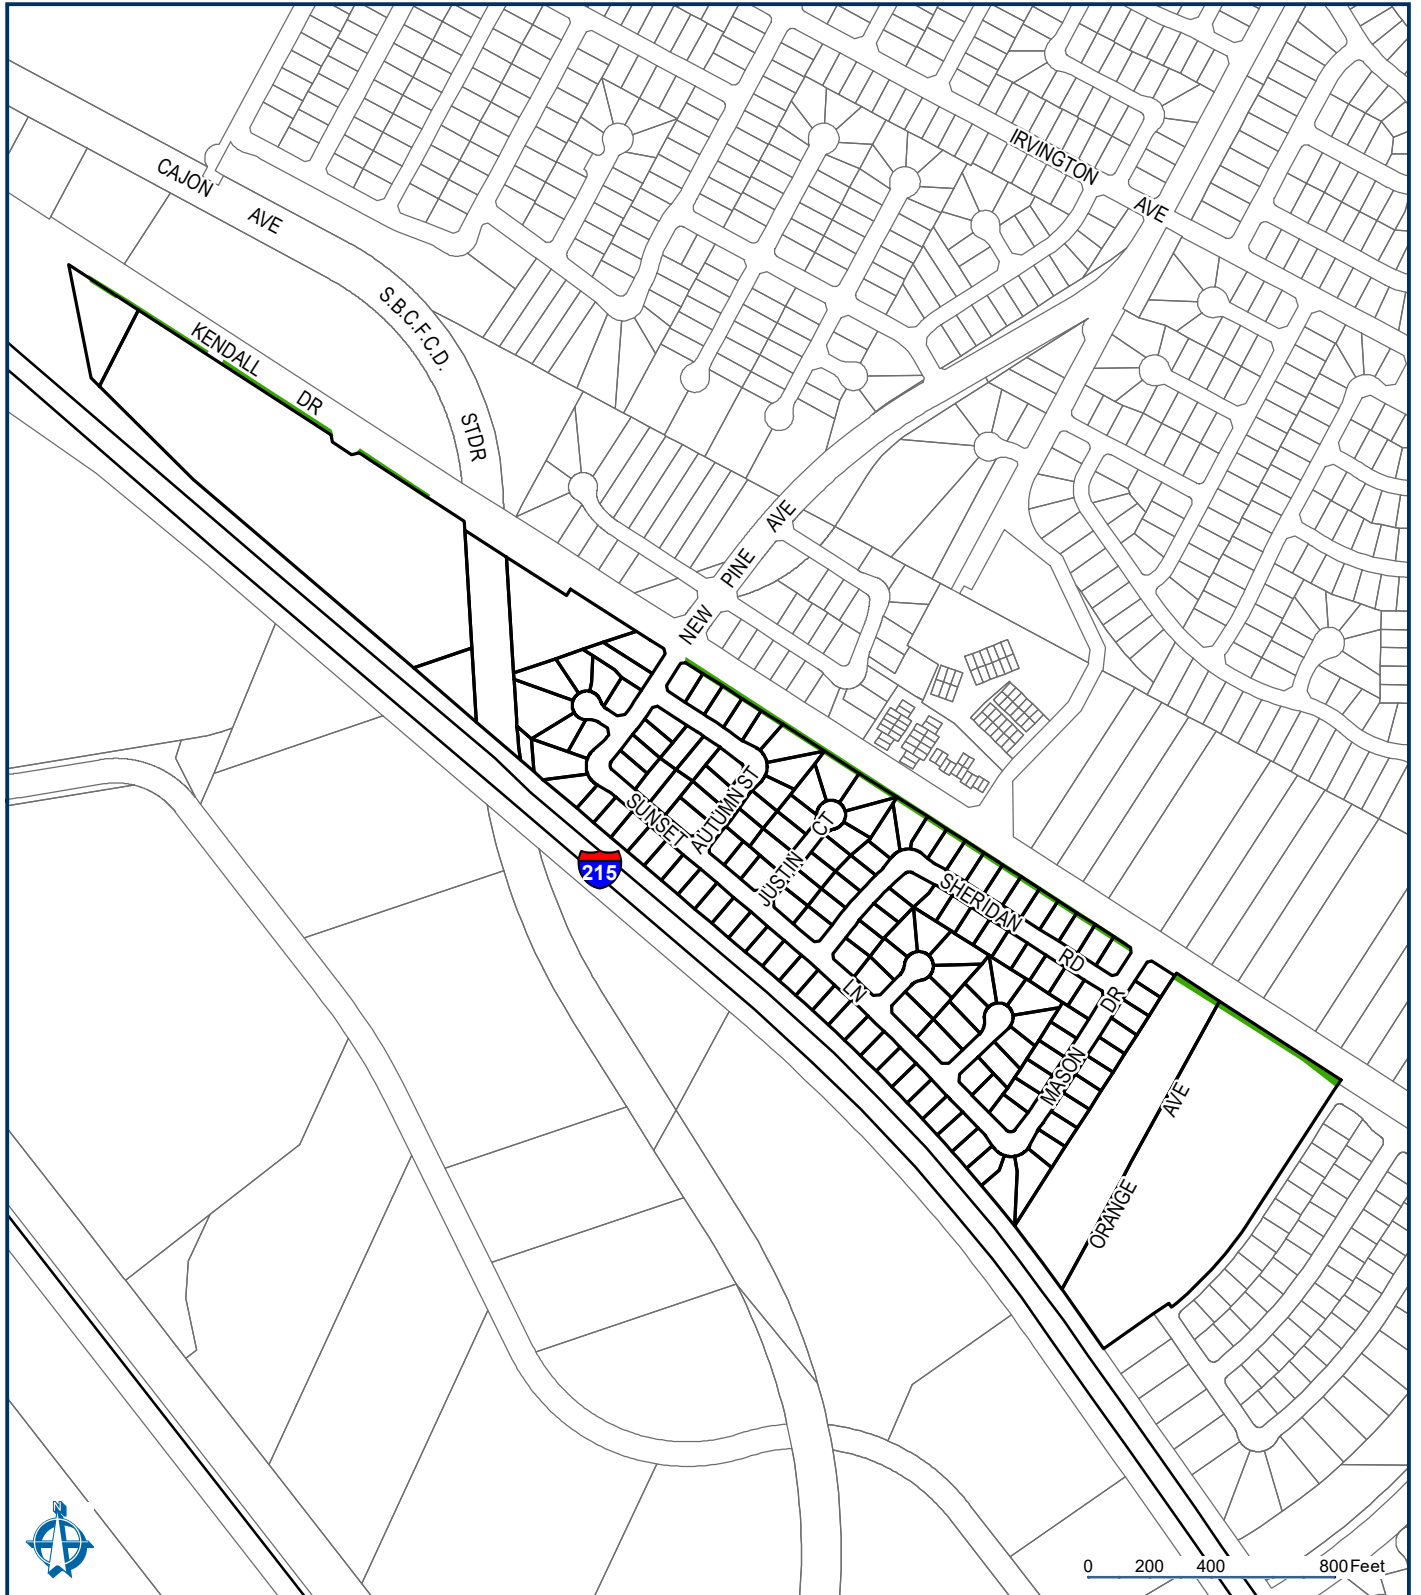 IRVINGTON
AVE
CAJON
AVE
S.B.C.F.C.D.
STDR
KENDALL
DR
NEW
PINE
AVE
SUNSET
LN
AUTUMN ST
JUSTIN
CT
215
SHERIDAN
RD
MASON
DR
ORANGE
AVE
N
0 200 400 800 Feet